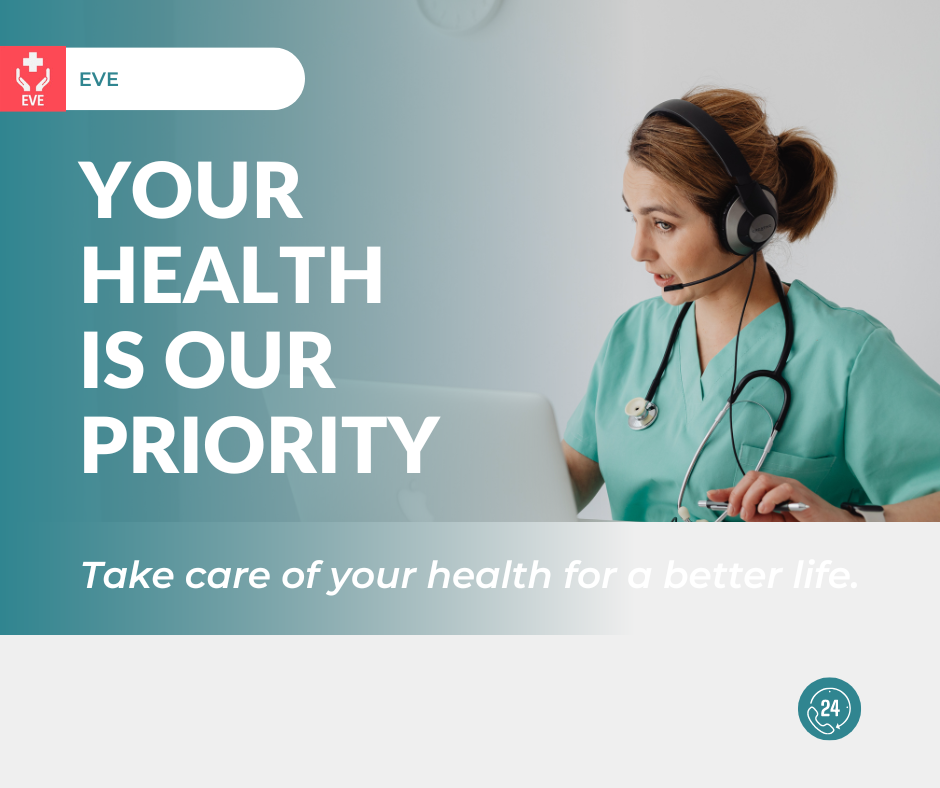 EVE
EVE
YOUR
HEALTH
IS OUR
PRIORITY
Take care of your health for a better life.
24